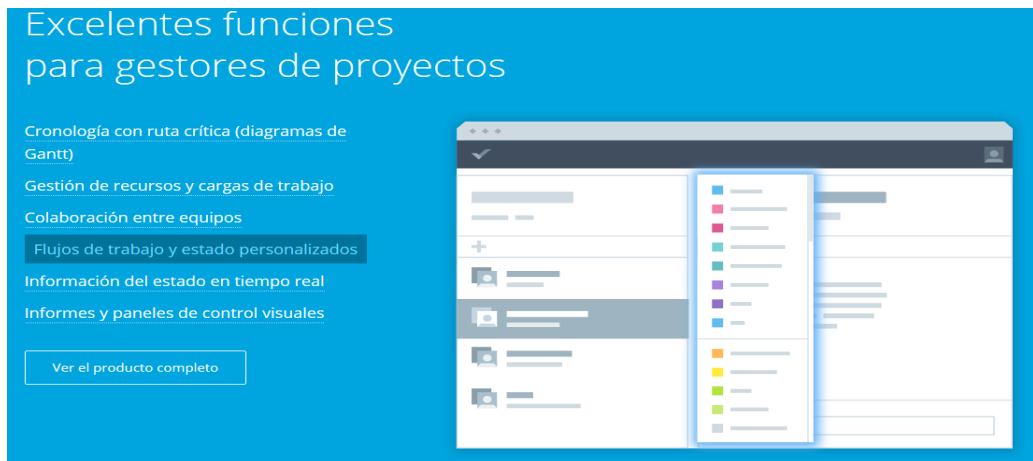 Excelentes funciones
para gestores de proyectos
Cronología con ruta crítica (diagramas de
Gantt)
Gestión de recursos y cargas de trabajo
Colaboración entre equipos
Flujos de trabajo y estado personalizados
Información del estado en tiempo real
Informes y paneles de control visuales
Ver el producto completo